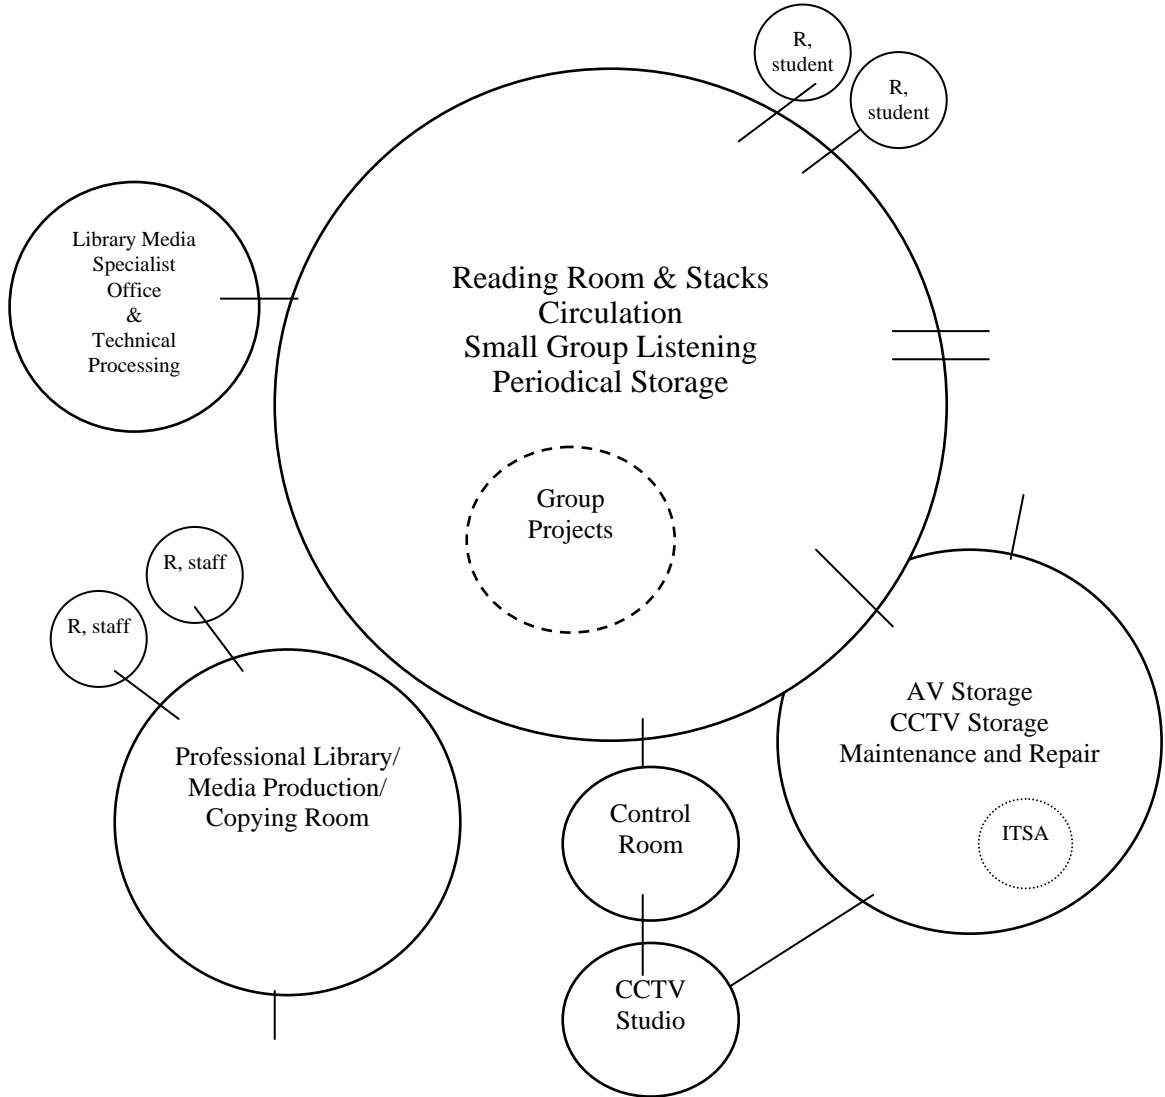 R,
student
R,
student
Library Media
Specialist
Office
&
Technical
Processing
Reading Room & Stacks
Circulation
Small Group Listening
Periodical Storage
Group
Projects
R, staff
R, staff
Professional Library/
Media Production/
Copying Room
AV Storage
CCTV Storage
Maintenance and Repair
ITSA
Control
Room
CCTV
Studio